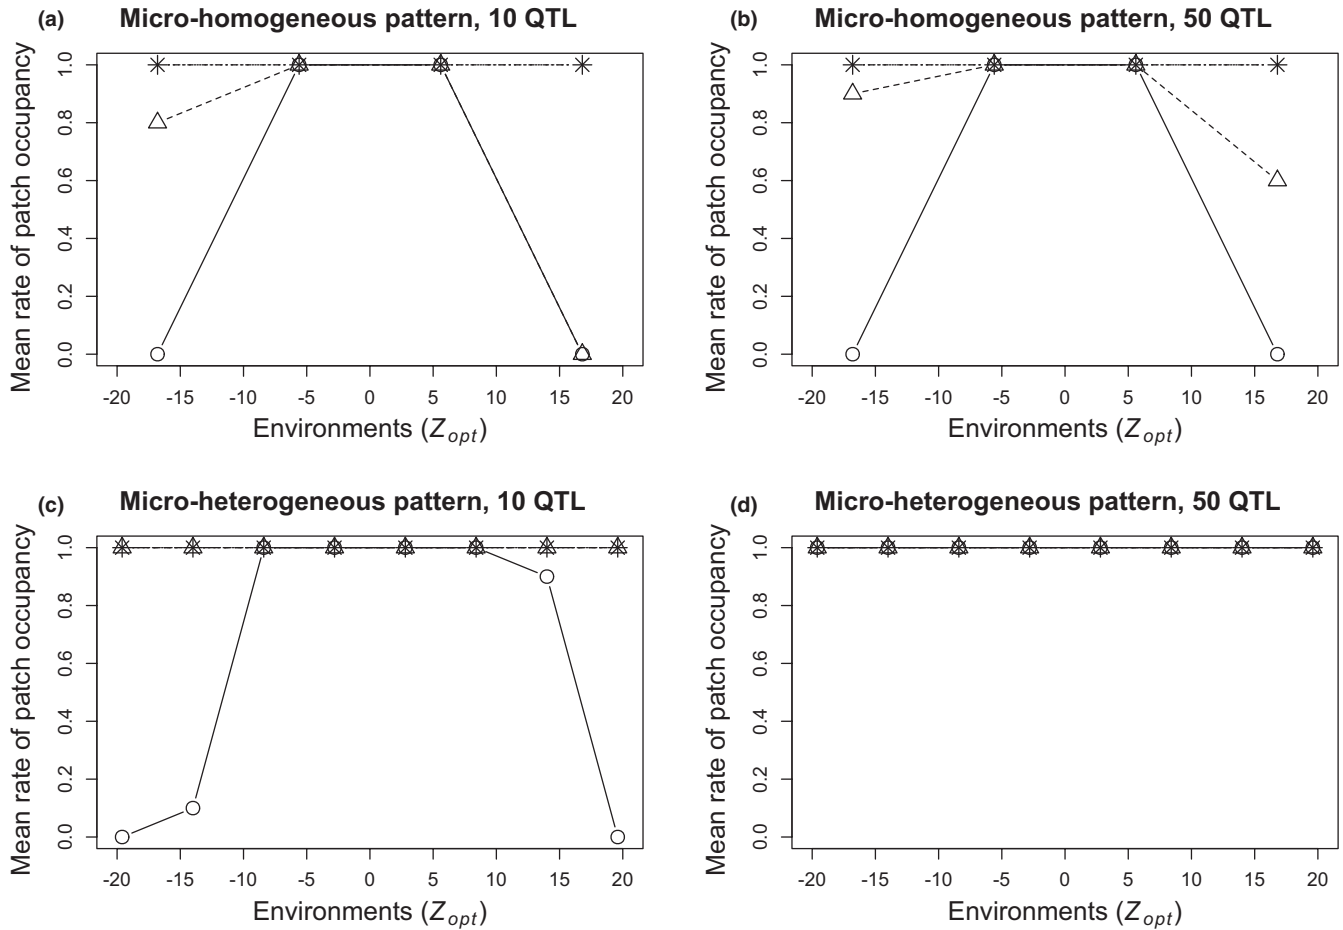 (a) Micro-homogeneous pattern, 10 QTL
Mean rate of patch occupancy
1.0
0.8
0.6
0.4
0.2
0.0
-20 -15 -10 -5 0 5 10 15 20
Environments (Zopt)
(b) Micro-homogeneous pattern, 50 QTL
Mean rate of patch occupancy
1.0
0.8
0.6
0.4
0.2
0.0
-20 -15 -10 -5 0 5 10 15 20
Environments (Zopt)
(c) Micro-heterogeneous pattern, 10 QTL
Mean rate of patch occupancy
1.0
0.8
0.6
0.4
0.2
0.0
-20 -15 -10 -5 0 5 10 15 20
Environments (Zopt)
(d) Micro-heterogeneous pattern, 50 QTL
Mean rate of patch occupancy
1.0
0.8
0.6
0.4
0.2
0.0
-20 -15 -10 -5 0 5 10 15 20
Environments (Zopt)